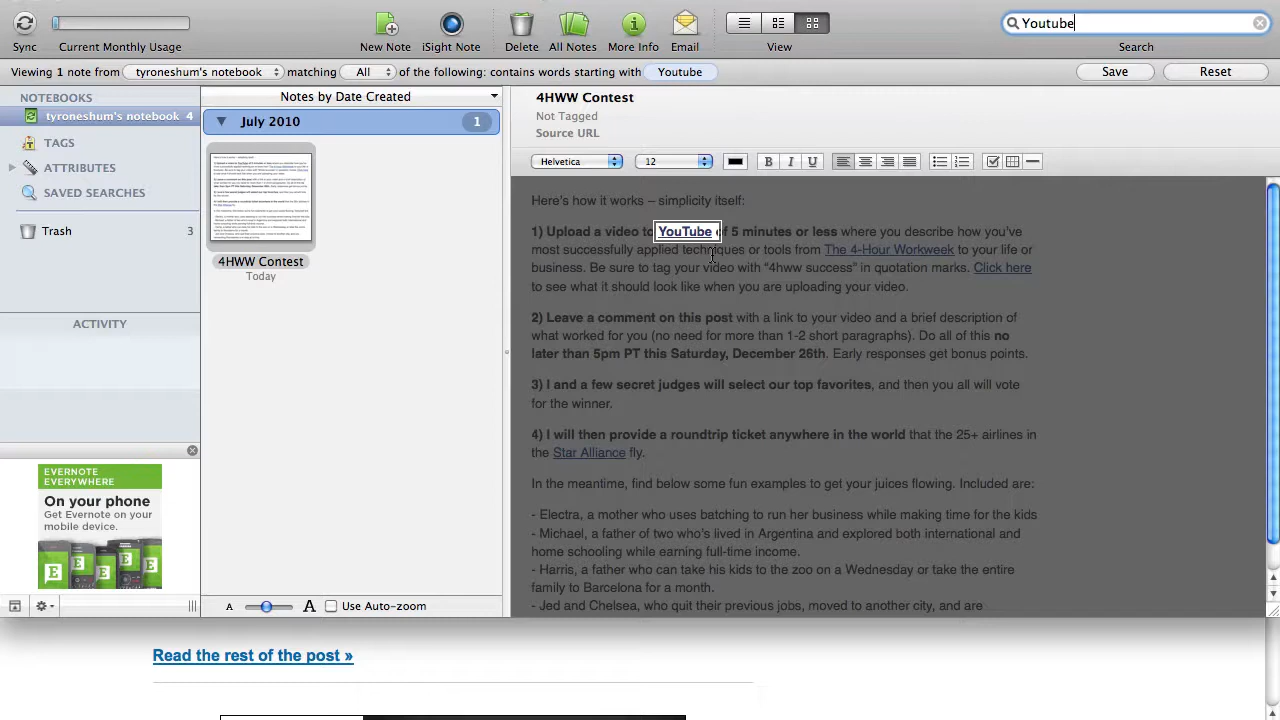 Youtube
Sync
Current Monthly Usage
New Note
iSight Note
Delete
All Notes
More Info
Email
View
Search
Viewing 1 note from tyroneshum's notebook matching All of the following: contains words starting with Youtube
Save
Reset
NOTEBOOKS
tyroneshum's notebook 4
TAGS
ATTRIBUTES
SAVED SEARCHES
Trash 3
ACTIVITY
EVERNOTE
EVERYWHERE
On your phone
Get Evernote on your
mobile device.
Notes by Date Created
July 2010 1
4HWW Contest
Today
A A Use Auto-zoom
4HWW Contest
Not Tagged
Source URL
Helvetica
B I U
Here's how it works – simplicity itself:
1) Upload a video YouTube of 5 minutes or less where you describe how you've
most successfully applied techniques or tools from The 4-Hour Workweek to your life or
business. Be sure to tag your video with “4hww success” in quotation marks. Click here
to see what it should look like when you are uploading your video.
2) Leave a comment on this post with a link to your video and a brief description of
what worked for you (no need for more than 1-2 short paragraphs). Do all of this no
later than 5pm PT this Saturday, December 26th. Early responses get bonus points.
3) I and a few secret judges will select our top favorites, and then you all will vote
for the winner.
4) I will then provide a roundtrip ticket anywhere in the world that the 25+ airlines in
the Star Alliance fly.
In the meantime, find below some fun examples to get your juices flowing. Included are:
- Electra, a mother who uses batching to run her business while making time for the kids
- Michael, a father of two who's lived in Argentina and explored both international and
home schooling while earning full-time income.
- Harris, a father who can take his kids to the zoo on a Wednesday or take the entire
family to Barcelona for a month.
- Jed and Chelsea, who quit their previous jobs, moved to another city, and are
Read the rest of the post »